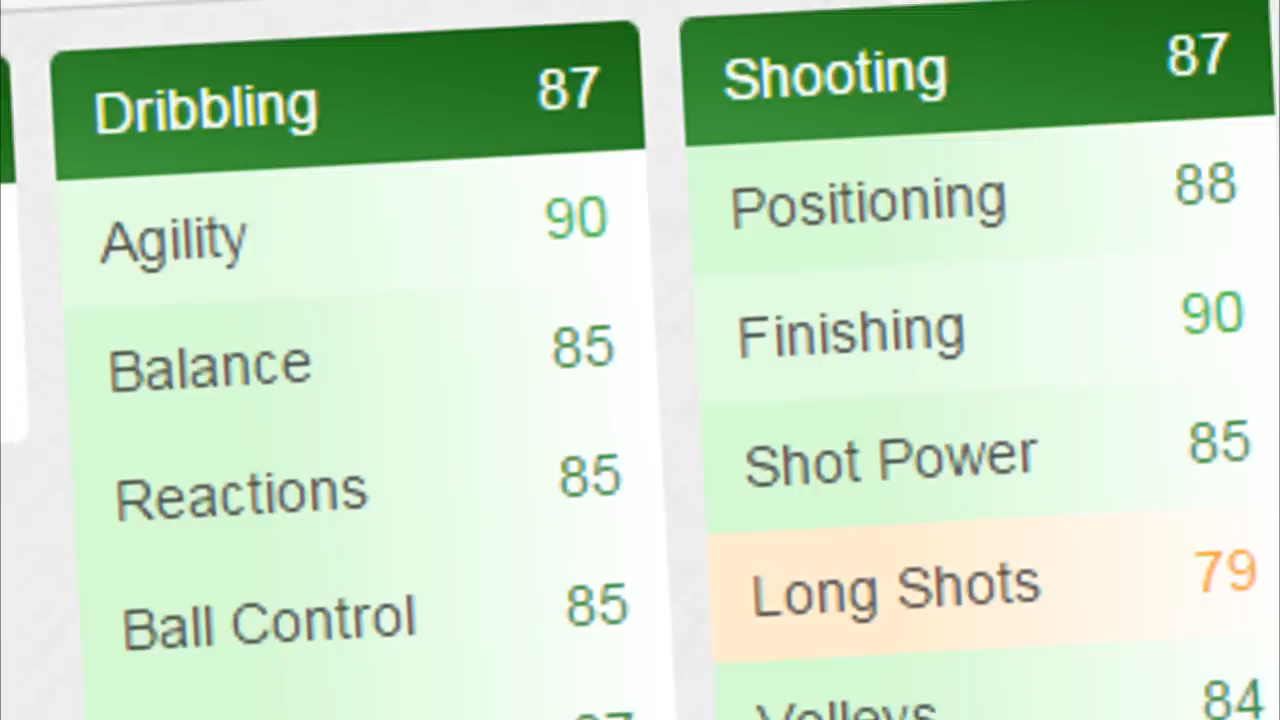 Dribbling 87
Agility 90
Balance 85
Reactions 85
Ball Control 85
Shooting 87
Positioning 88
Finishing 90
Shot Power 85
Long Shots 79
Volleys 84